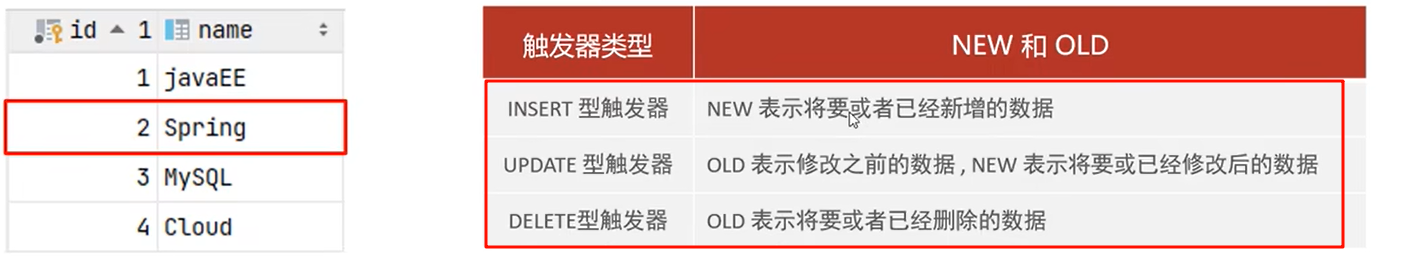 id 1 name
1 javaEE
2 Spring
3 MySQL
4 Cloud
触发器类型 NEW 和 OLD
INSERT 型触发器 NEW 表示将要或者已经新增的数据
UPDATE 型触发器 OLD 表示修改之前的数据 , NEW 表示将要或已经修改后的数据
DELETE型触发器 OLD 表示将要或者已经删除的数据